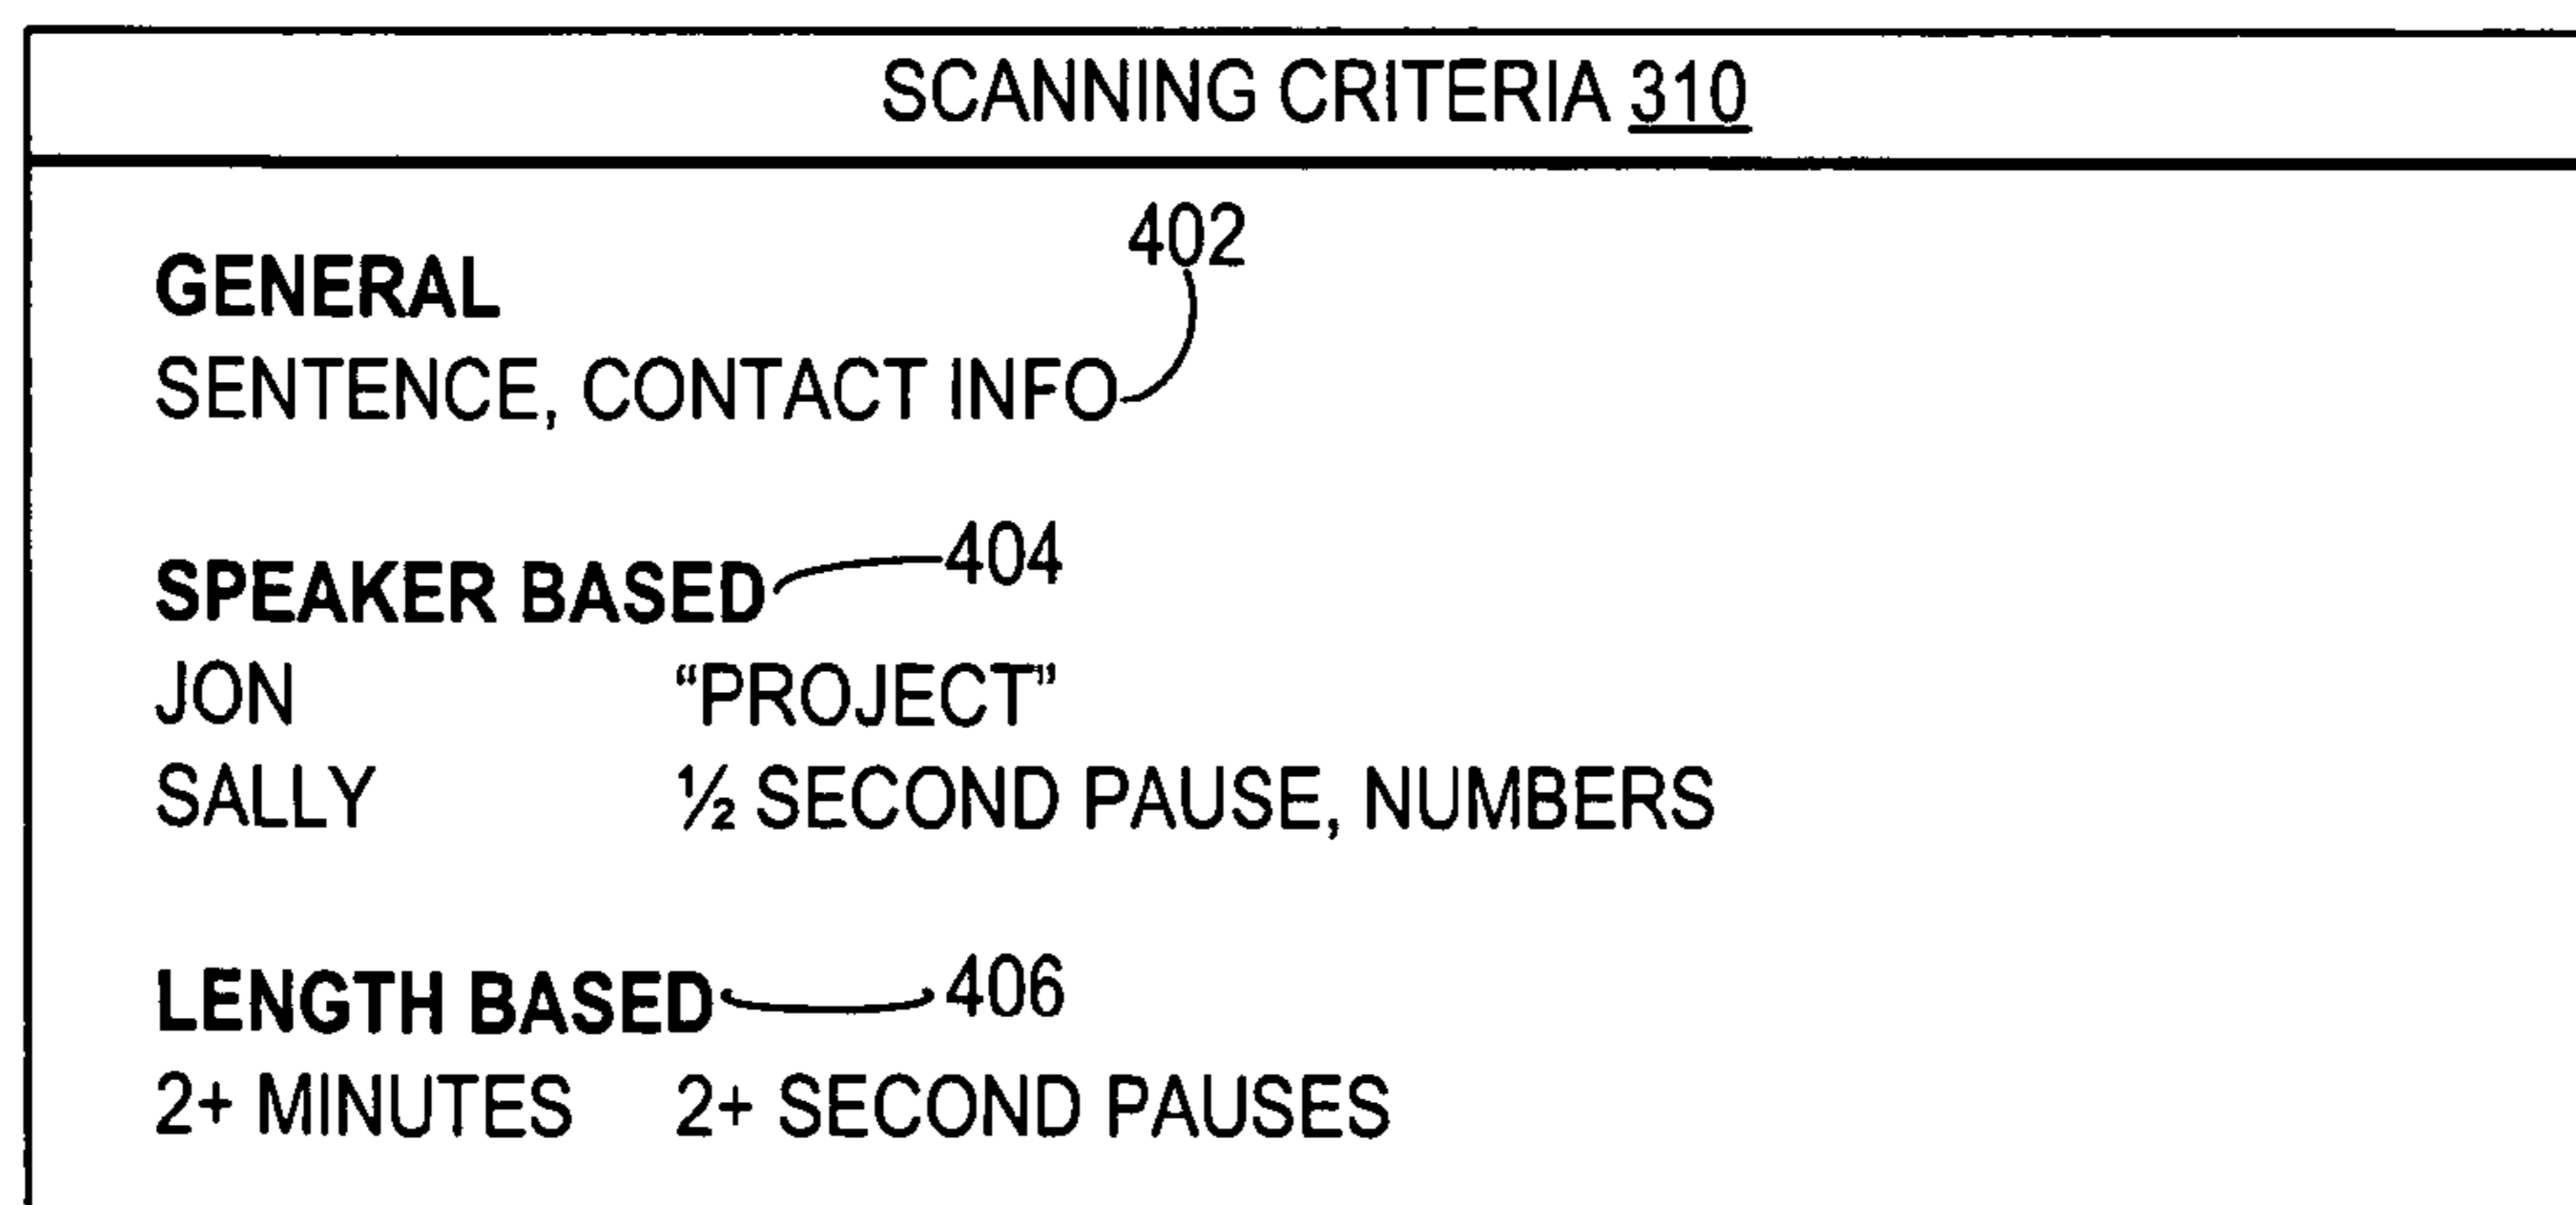 SCANNING CRITERIA 310
402
GENERAL
SENTENCE, CONTACT INFO
SPEAKER BASED 404
JON “PROJECT”
SALLY ½ SECOND PAUSE, NUMBERS
LENGTH BASED 406
2+ MINUTES 2+ SECOND PAUSES